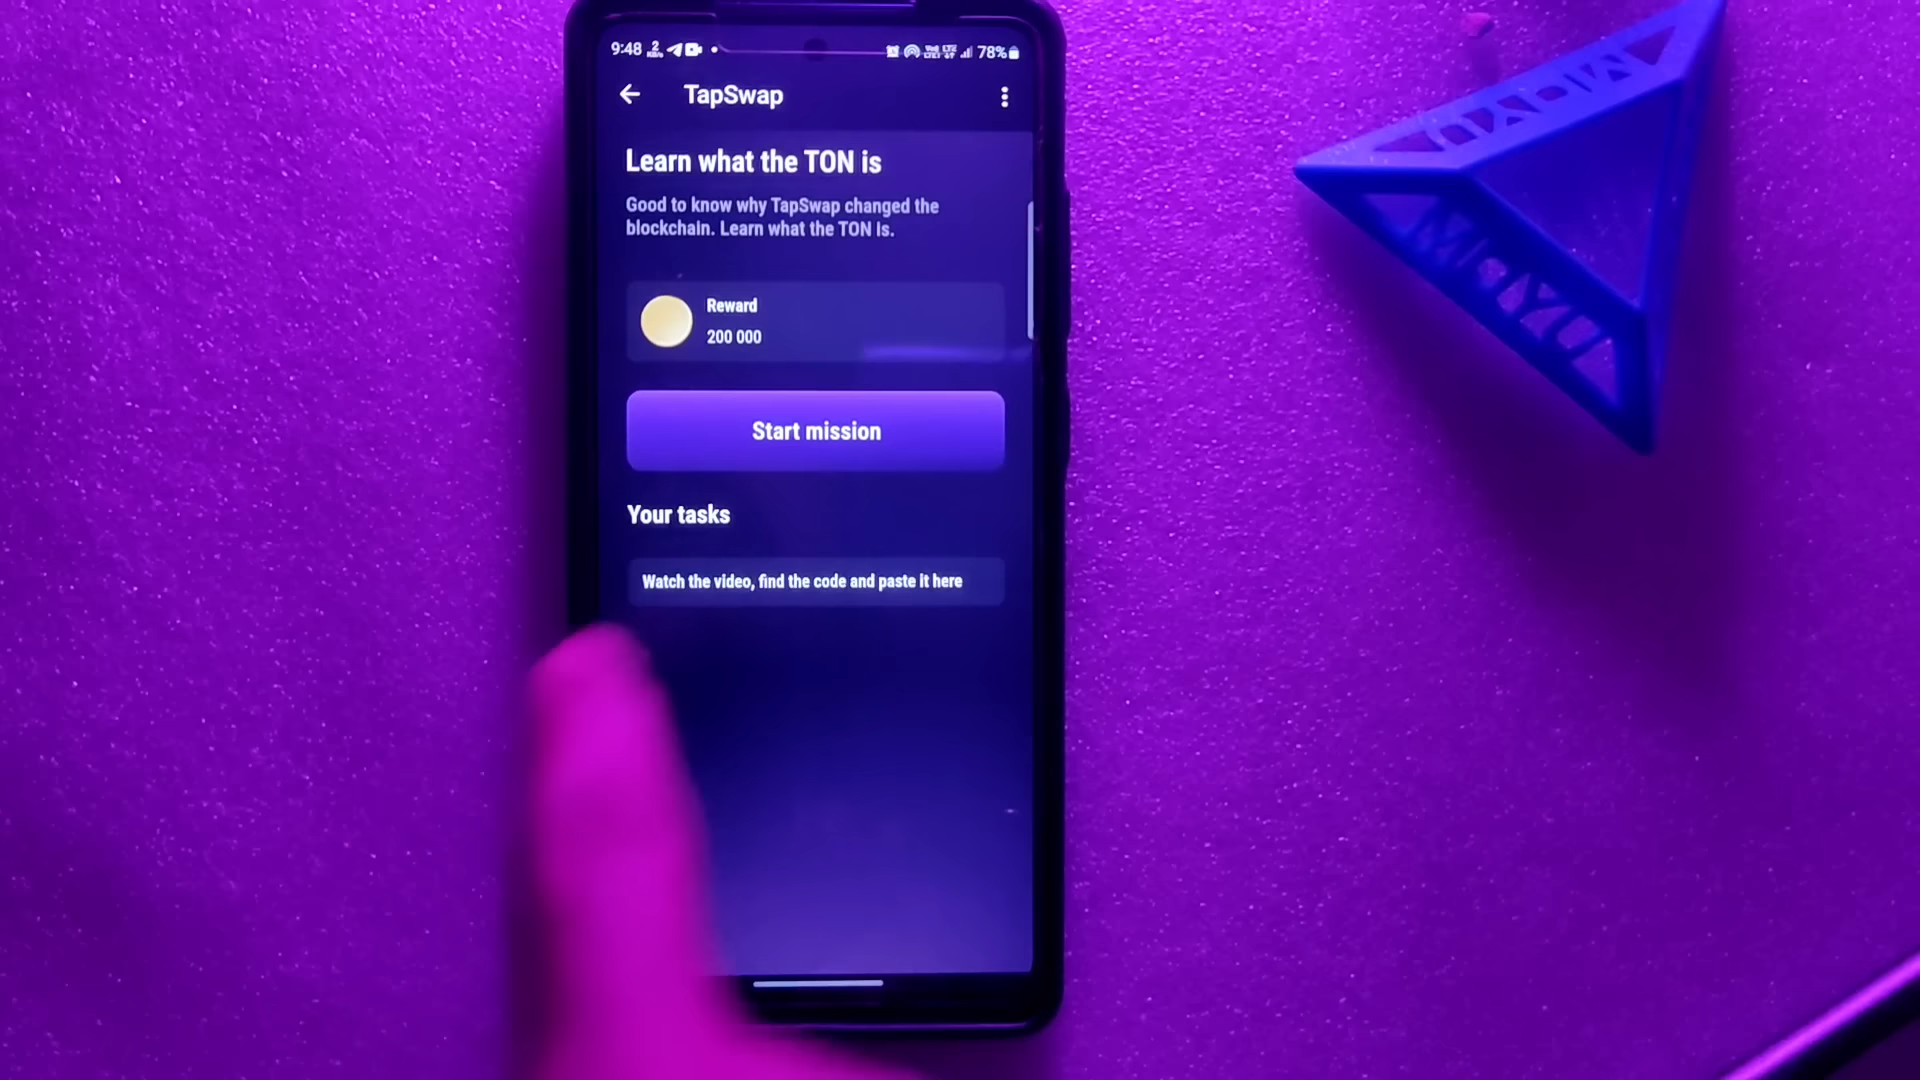 9:48
78%
TapSwap
Learn what the TON is
Good to know why TapSwap changed the
blockchain. Learn what the TON is.
Reward
200 000
Start mission
Your tasks
Watch the video, find the code and paste it here